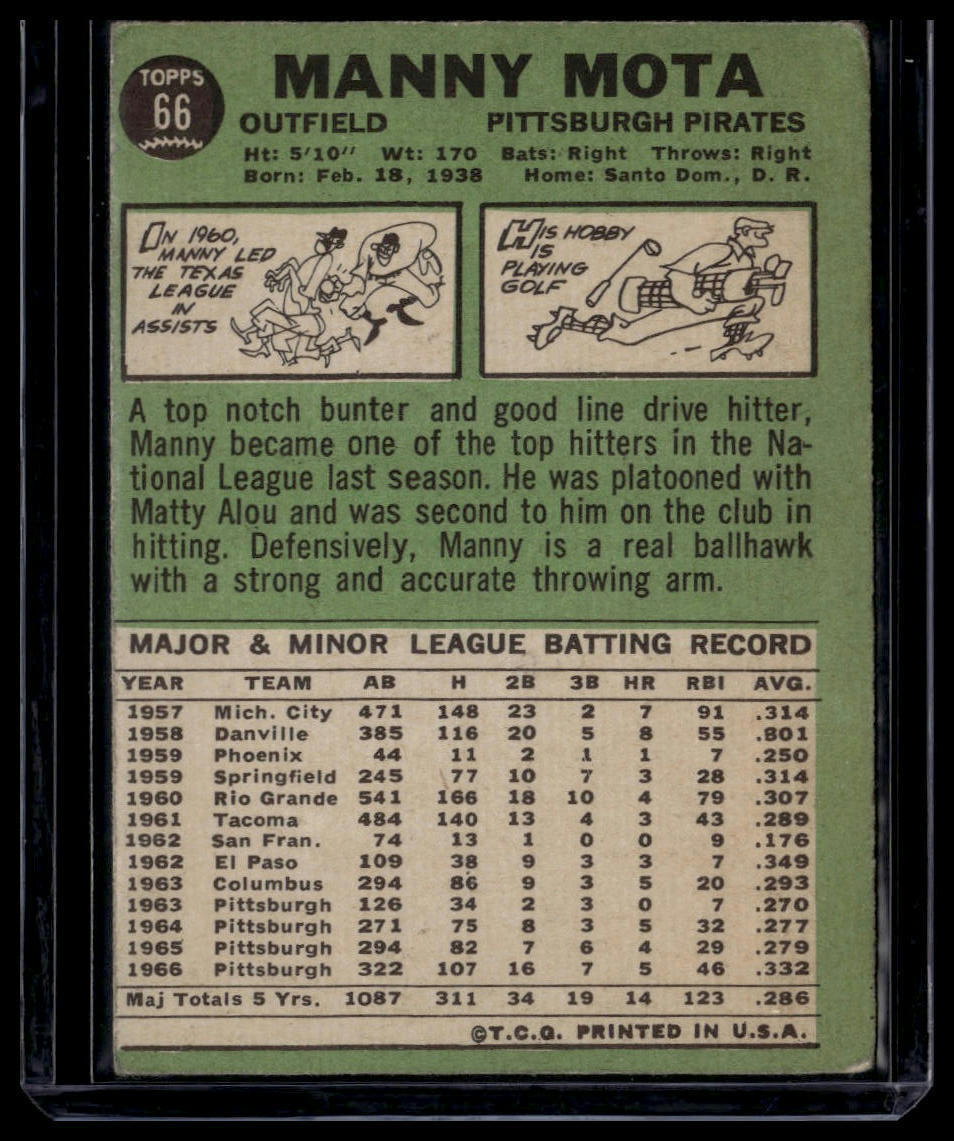 TOPPS
66
MANNY MOTA
OUTFIELD PITTSBURGH PIRATES
Ht: 5'10" Wt: 170 Bats: Right Throws: Right
Born: Feb. 18, 1938 Home: Santo Dom., D. R.
IN 1960,
MANNY LED
THE TEXAS
LEAGUE
IN
ASSISTS
HIS HOBBY
IS
PLAYING
GOLF
A top notch bunter and good line drive hitter,
Manny became one of the top hitters in the Na-
tional League last season. He was platooned with
Matty Alou and was second to him on the club in
hitting. Defensively, Manny is a real ballhawk
with a strong and accurate throwing arm.
MAJOR & MINOR LEAGUE BATTING RECORD
YEAR TEAM AB H 2B 3B HR RBI AVG.
1957 Mich. City 471 148 23 2 7 91 .314
1958 Danville 385 116 20 5 8 55 .801
1959 Phoenix 44 11 2 1 1 7 .250
1959 Springfield 245 77 10 7 3 28 .314
1960 Rio Grande 541 166 18 10 4 79 .307
1961 Tacoma 484 140 13 4 3 43 .289
1962 San Fran. 74 13 1 0 0 9 .176
1962 El Paso 109 38 9 3 3 7 .349
1963 Columbus 294 86 9 3 5 20 .293
1963 Pittsburgh 126 34 2 3 0 7 .270
1964 Pittsburgh 271 75 8 3 5 32 .277
1965 Pittsburgh 294 82 7 6 4 29 .279
1966 Pittsburgh 322 107 16 7 5 46 .332
Maj Totals 5 Yrs. 1087 311 34 19 14 123 .286
©T.C.G. PRINTED IN U.S.A.